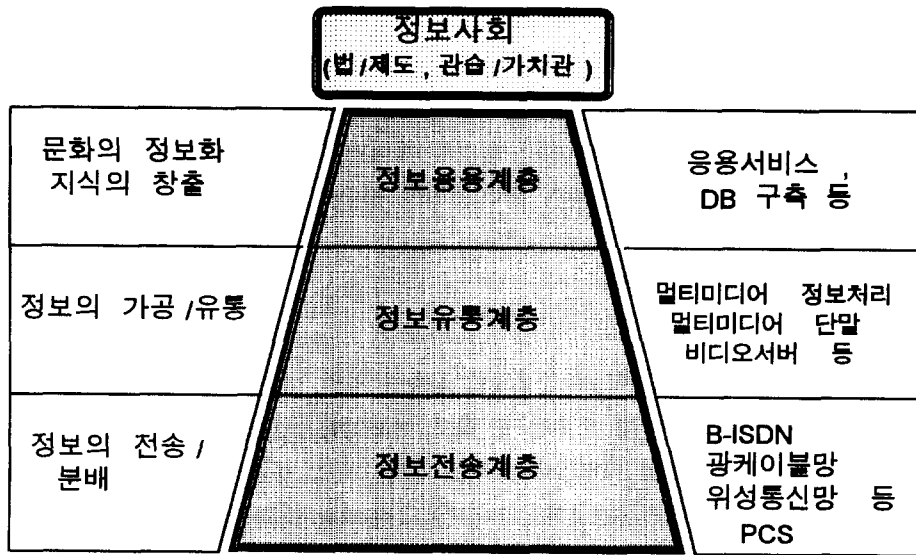 정보사회
(법/제도, 관습/가치관)
문화의 정보화
지식의 창출
정보응용계층
응용서비스,
DB 구축 등
정보의 가공/유통
정보유통계층
멀티미디어 정보처리
멀티미디어 단말
비디오서버 등
정보의 전송/
분배
정보전송계층
B-ISDN
광케이블망
위성통신망 등
PCS